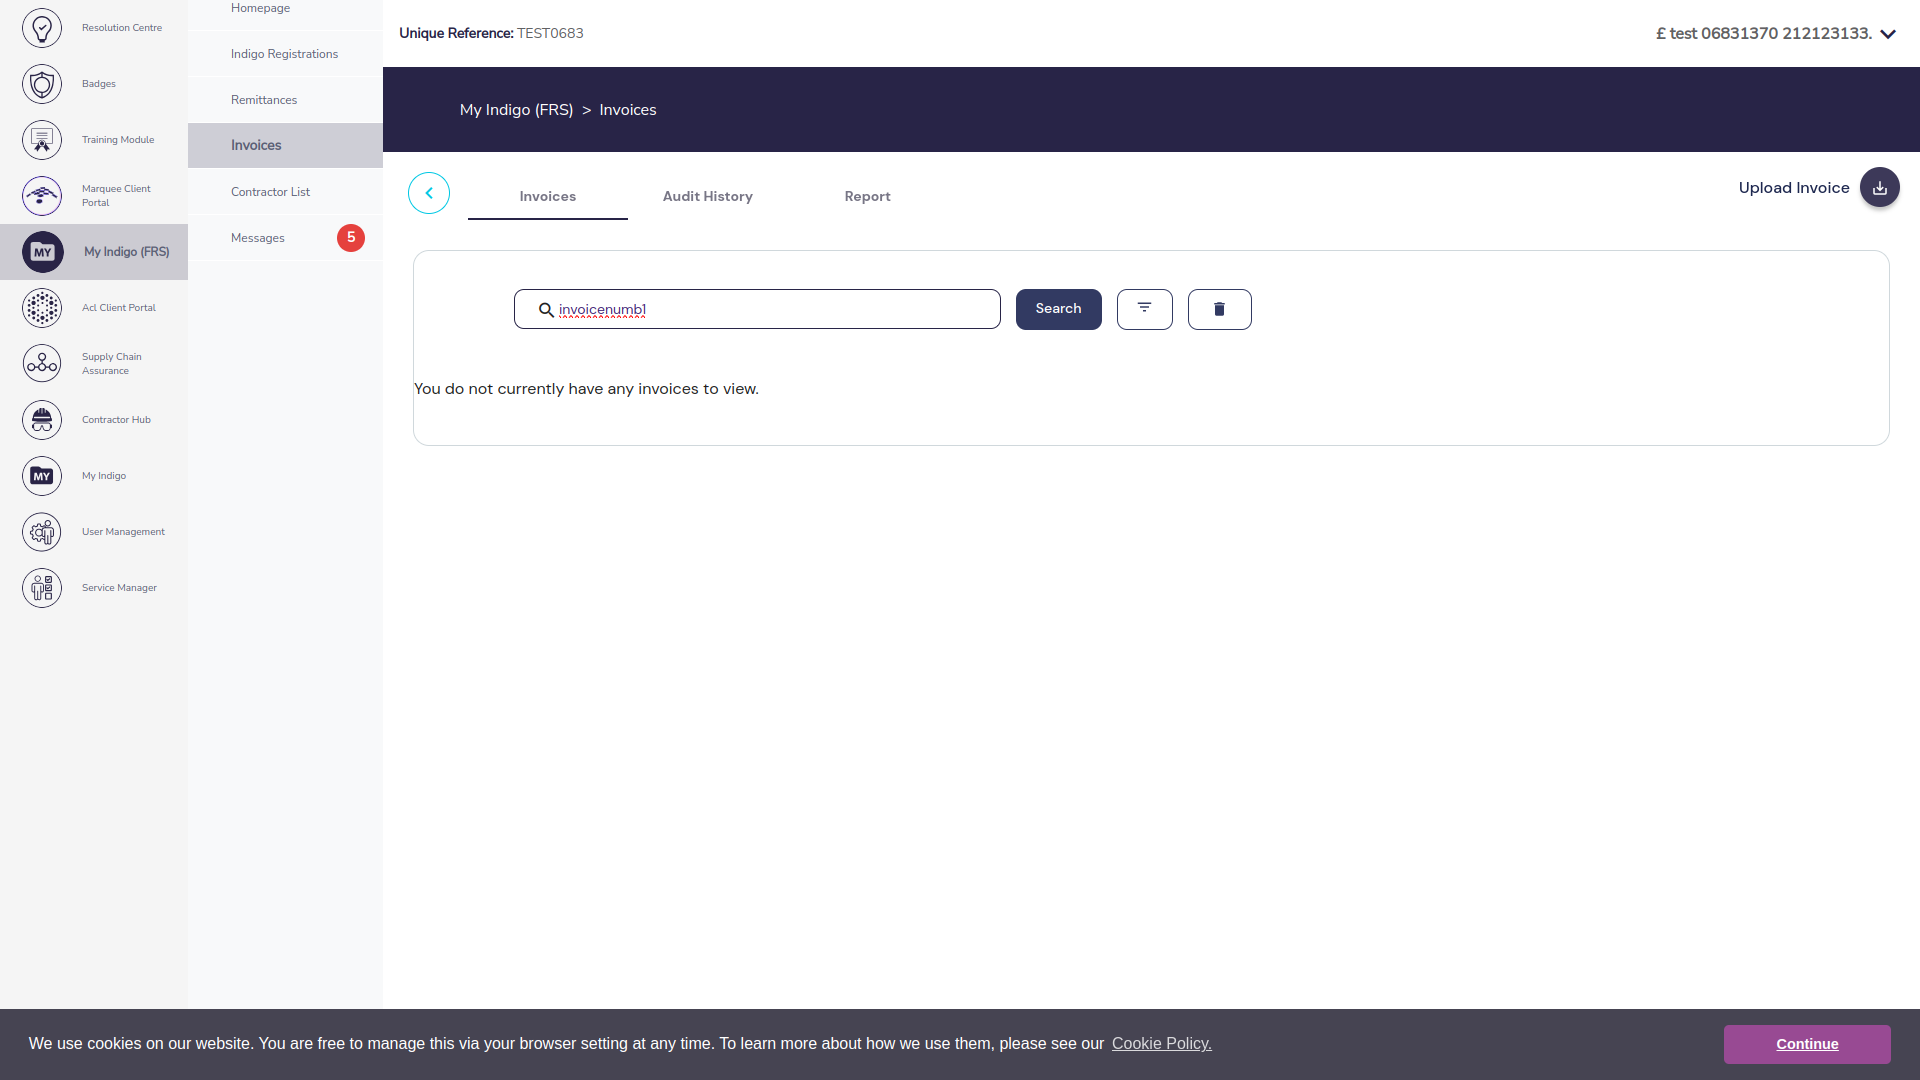 Resolution Centre
Badges
Training Module
Marquee Client
Portal
MY
My Indigo (FRS)
Acl Client Portal
Supply Chain
Assurance
Contractor Hub
MY
My Indigo
User Management
Service Manager
Homepage
Indigo Registrations
Remittances
Invoices
Contractor List
Messages
5
Unique Reference: TEST0683
£ test 06831370 212123133.
My Indigo (FRS) > Invoices
Invoices
Audit History
Report
Upload Invoice
invoicenumb1
Search
You do not currently have any invoices to view.
We use cookies on our website. You are free to manage this via your browser setting at any time. To learn more about how we use them, please see our Cookie Policy.
Continue